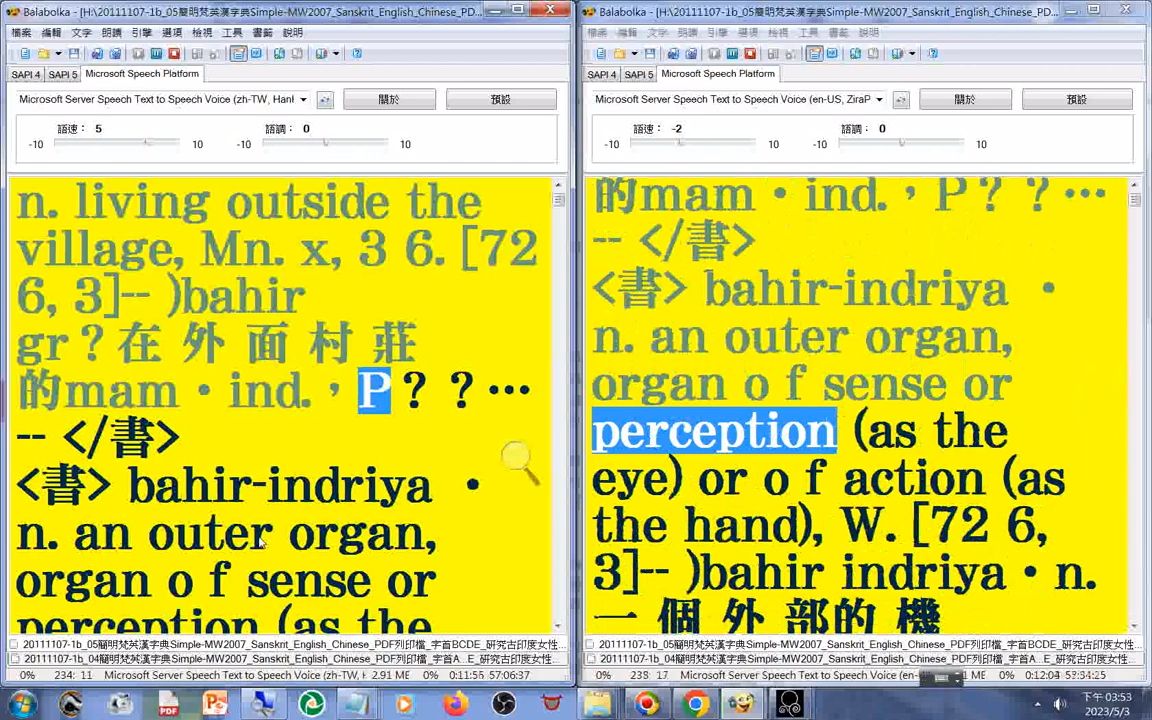 Balabolka - [H:\20111107-1b_05簡明梵英漢字典Simple-MW2007_Sanskrit_English_Chinese_PD...
檔案 編輯 文字 朗讀 引擎 選項 檢視 工具 書籤 說明
SAPI 4 SAPI 5 Microsoft Speech Platform
Microsoft Server Speech Text to Speech Voice (zh-TW, HanI
關於 預設
語速： 5 語調： 0
-10 10 -10 10
n. living outside the
village, Mn. x, 3 6. [72
6, 3]-- )bahir
gr？在 外 面 村 莊
的mam‧ind.，P？？…
-- </書>
<書> bahir-indriya ‧
n. an outer organ,
organ o f sense or
perception (as the
20111107-1b_05簡明梵英漢字典Simple-MW2007_Sanskrit_English_Chinese_PDF列印檔_字首BCDE_研究古印度女性...
20111107-1b_04簡明梵英漢字典Simple-MW2007_Sanskrit_English_Chinese_PDF列印檔_字首A...E_研究古印度女性...
0% 234: 11 Microsoft Server Speech Text to Speech Voice (zh-TW, H 2.91 M 0% 0:11:55 57:06:37
Balabolka - [H:\20111107-1b_05簡明梵英漢字典Simple-MW2007_Sanskrit_English_Chinese_PD...
檔案 編輯 文字 朗讀 引擎 選項 檢視 工具 書籤 說明
SAPI 4 SAPI 5 Microsoft Speech Platform
Microsoft Server Speech Text to Speech Voice (en-US, ZiraP
關於 預設
語速： -2 語調： 0
-10 10 -10 10
的mam‧ind.，P？？…
-- </書>
<書> bahir-indriya ‧
n. an outer organ,
organ o f sense or
perception (as the
eye) or o f action (as
the hand), W. [72 6,
3]-- )bahir indriya‧n.
一 個 外 部的 機
20111107-1b_05簡明梵英漢字典Simple-MW2007_Sanskrit_English_Chinese_PDF列印檔_字首BCDE_研究古印度女性...
20111107-1b_04簡明梵英漢字典Simple-MW2007_Sanskrit_English_Chinese_PDF列印檔_字首A...E_研究古印度女性...
0% 238: 17 Microsoft Server Speech Text to Speech Voice (en-US 0% 0:12:04 53:34:25
下午 03:53
2023/5/3